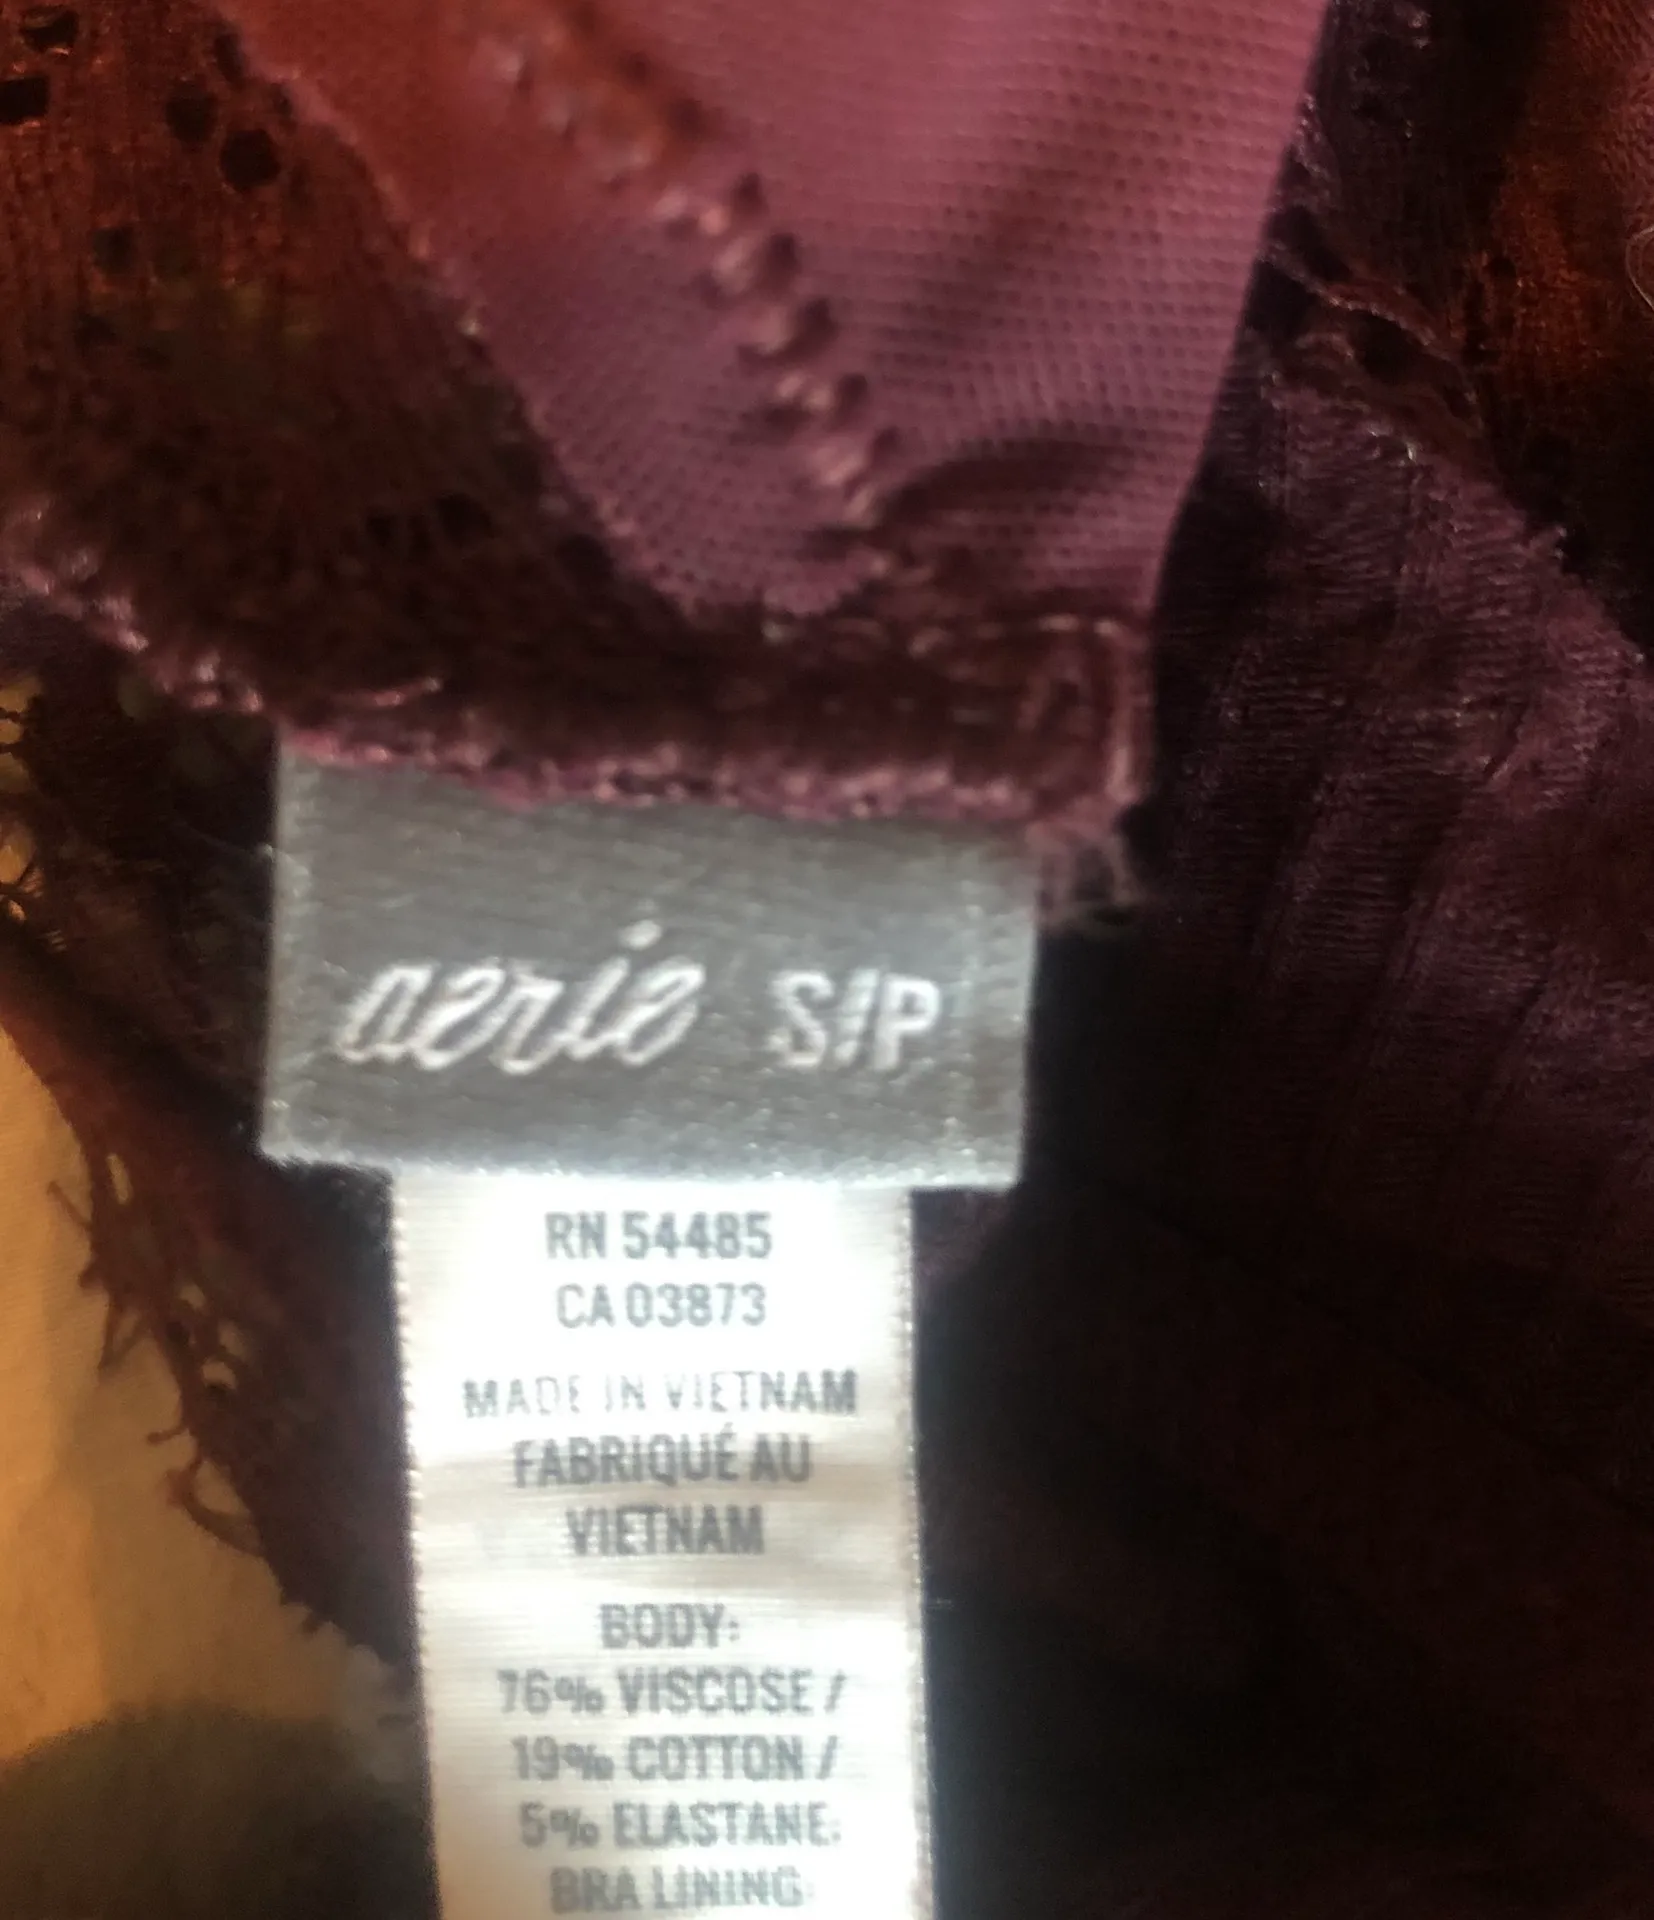 aerie S/P
RN 54485
CA 03873
MADE IN VIETNAM
FABRIQUÉ AU
VIETNAM
BODY:
76% VISCOSE /
19% COTTON /
5% ELASTANE;
BRA LINING: